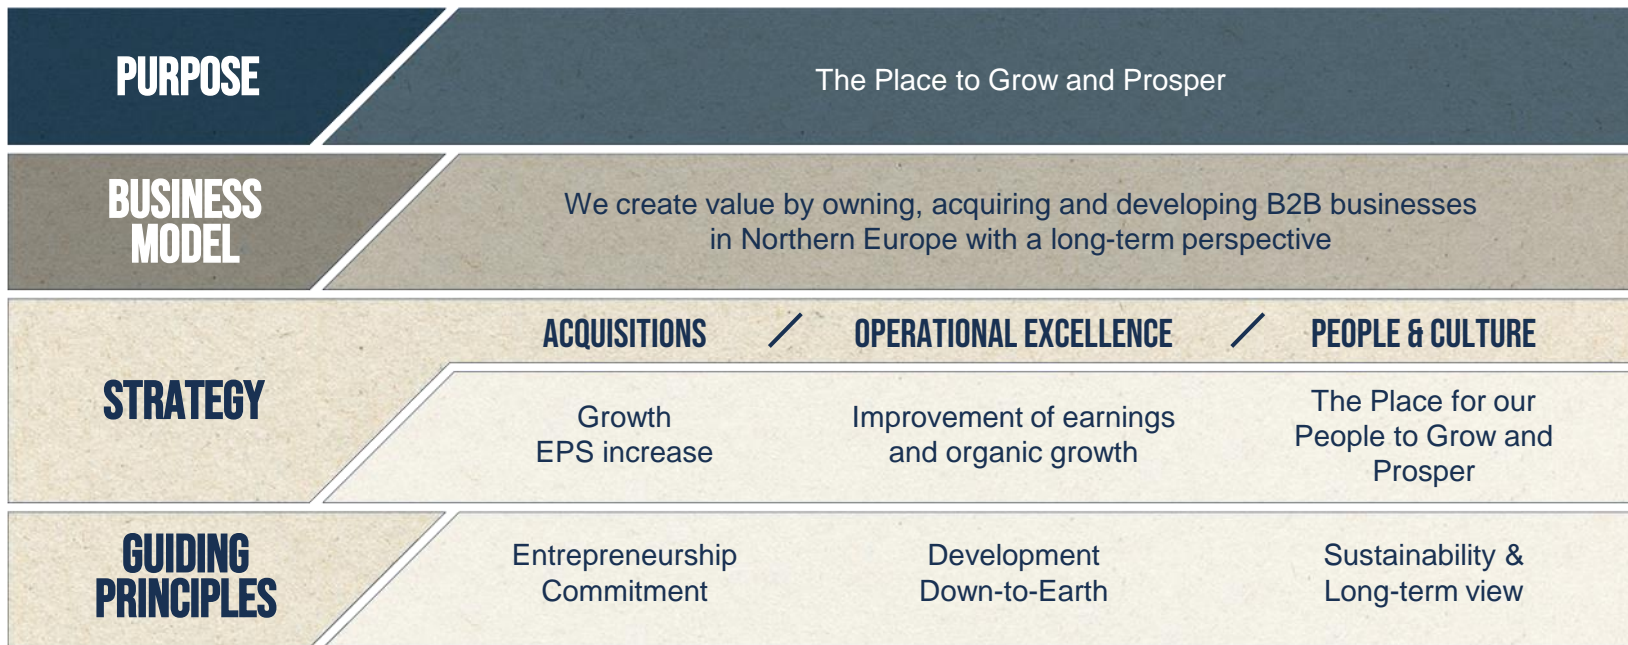 PURPOSE
The Place to Grow and Prosper
BUSINESS
MODEL
We create value by owning, acquiring and developing B2B businesses
in Northern Europe with a long-term perspective
STRATEGY
ACQUISITIONS / OPERATIONAL EXCELLENCE / PEOPLE & CULTURE
Growth
EPS increase
Improvement of earnings
and organic growth
The Place for our
People to Grow and
Prosper
GUIDING
PRINCIPLES
Entrepreneurship
Commitment
Development
Down-to-Earth
Sustainability &
Long-term view